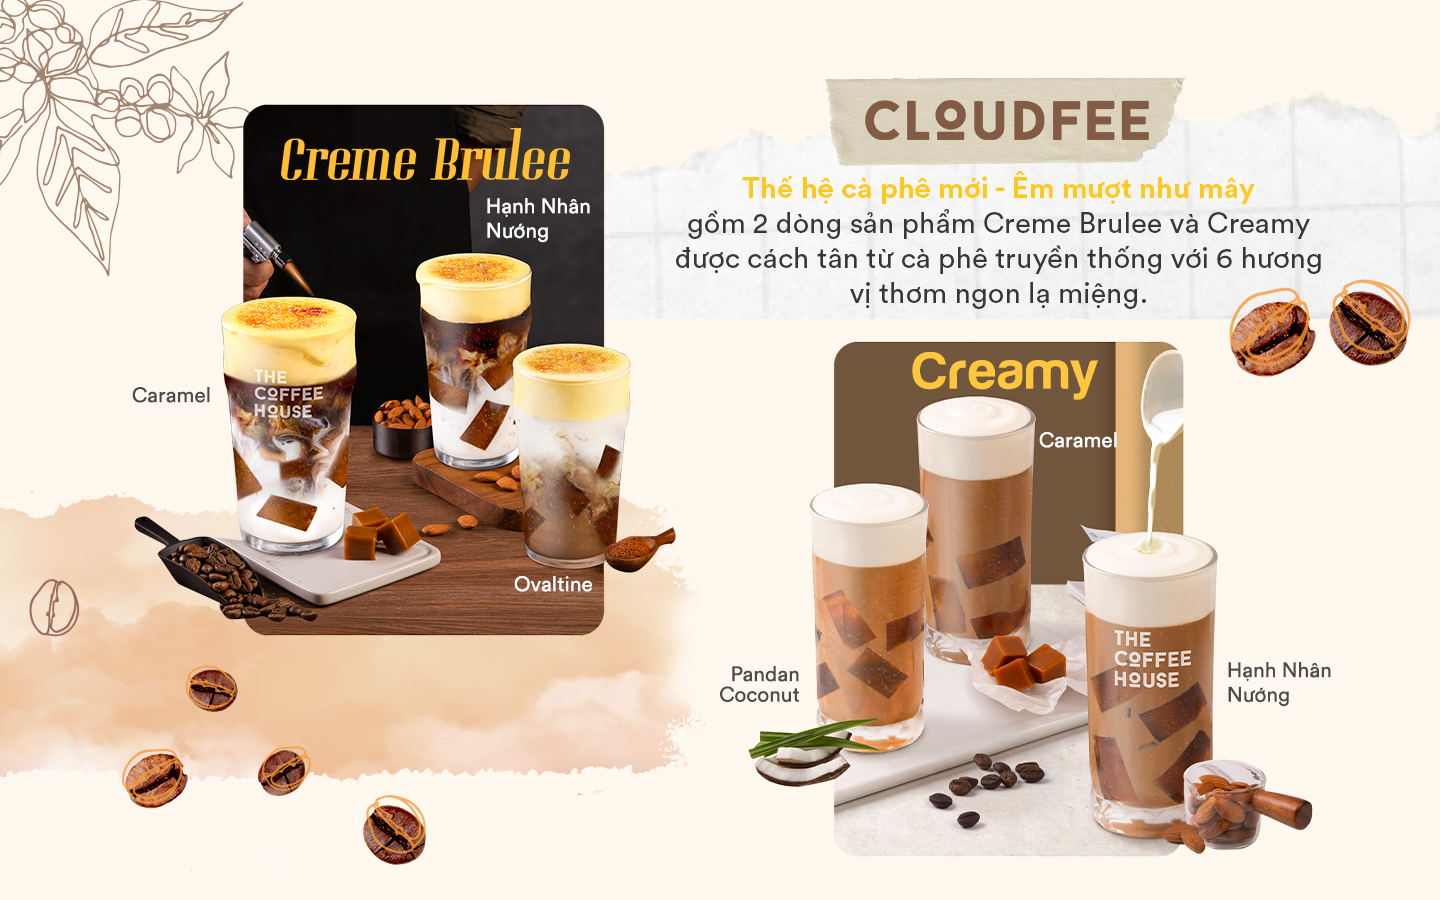 Creme Brulee
Hạnh Nhân
Nướng
Caramel
THE
COFFEE
HOUSE
Ovaltine
CLOUDFEE
Thế hệ cà phê mới - Êm mượt như mây
gồm 2 dòng sản phẩm Creme Brulee và Creamy
được cách tân từ cà phê truyền thống với 6 hương
vị thơm ngon lạ miệng.
Creamy
Caramel
Pandan
Coconut
THE
COFFEE
HOUSE
Hạnh Nhân
Nướng